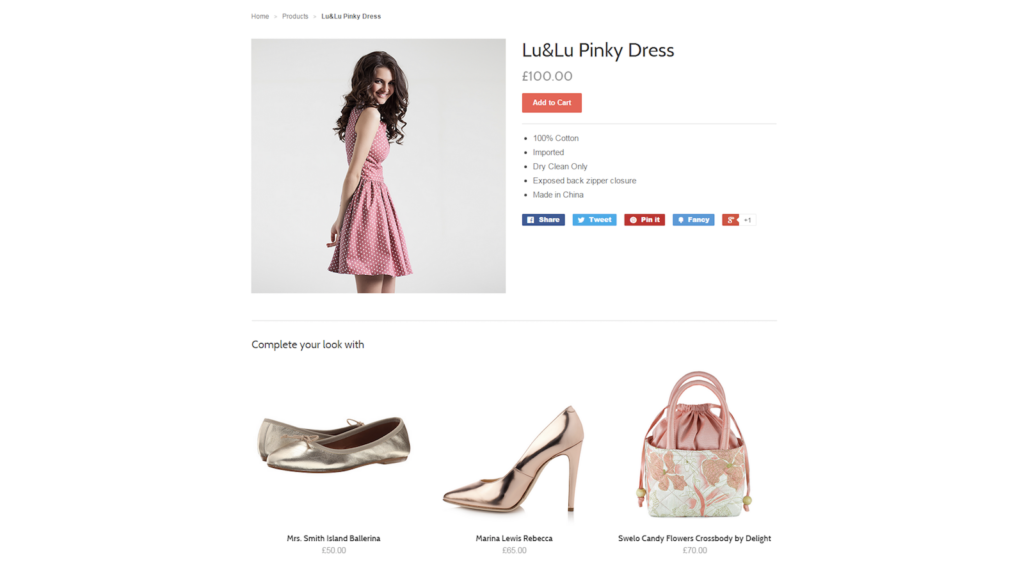 Home > Products > Lu&Lu Pinky Dress
Lu&Lu Pinky Dress
£100.00
Add to Cart
100% Cotton
Imported
Dry Clean Only
Exposed back zipper closure
Made in China
Share Tweet Pin it Fancy +1
Complete your look with
Mrs. Smith Island Ballerina
£50.00
Marina Lewis Rebecca
£65.00
Swelo Candy Flowers Crossbody by Delight
£70.00